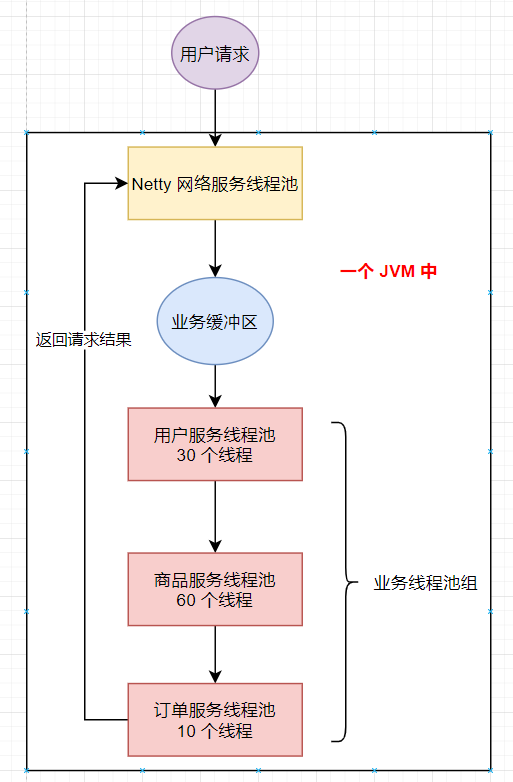 用户请求
Netty 网络服务线程池
一个 JVM 中
业务缓冲区
返回请求结果
用户服务线程池
30 个线程
商品服务线程池
60 个线程
业务线程池组
订单服务线程池
10 个线程